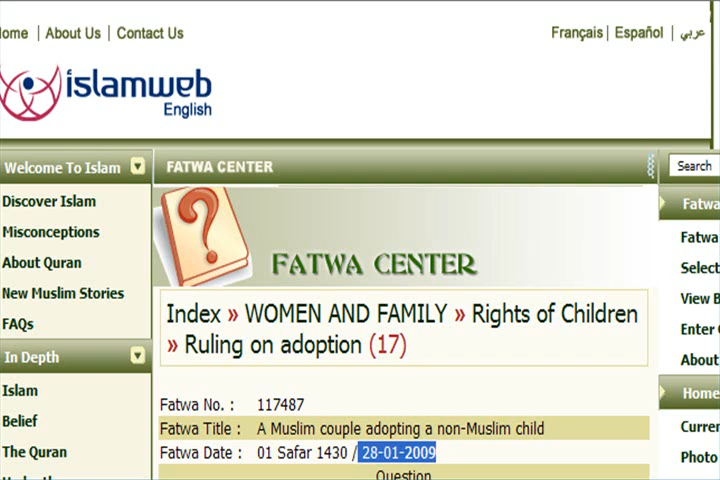 Home | About Us | Contact Us
Français | Español | عربي
islamweb
English
Welcome To Islam
Discover Islam
Misconceptions
About Quran
New Muslim Stories
FAQs
In Depth
Islam
Belief
The Quran
FATWA CENTER
FATWA CENTER
Index » WOMEN AND FAMILY » Rights of Children
» Ruling on adoption (17)
Fatwa No. : 117487
Fatwa Title : A Muslim couple adopting a non-Muslim child
Fatwa Date : 01 Safar 1430 / 28-01-2009
Question
Search
Fatwa
Fatwa
Select
View B
Enter
About
Home
Curren
Photo